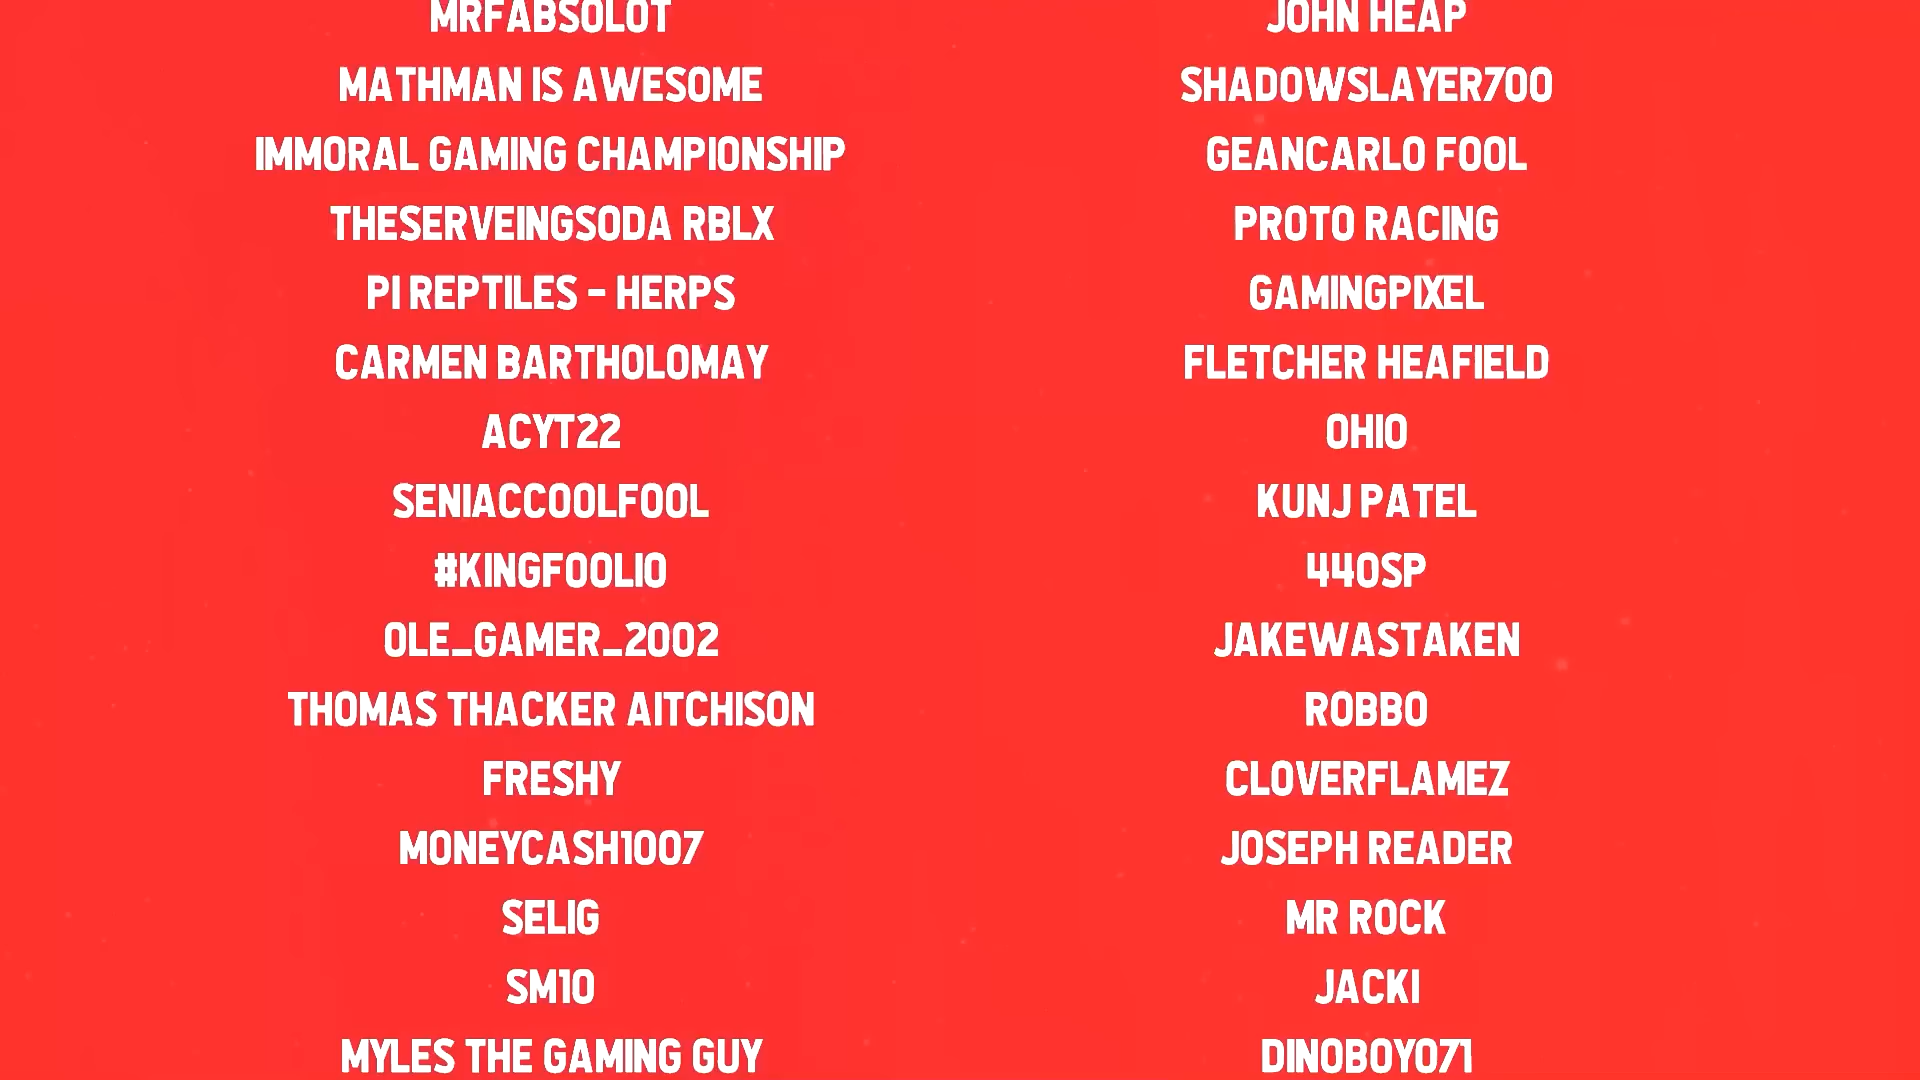 MRFABSOLOT
MATHMAN IS AWESOME
IMMORAL GAMING CHAMPIONSHIP
THESERVEINGSODA RBLX
PI REPTILES - HERPS
CARMEN BARTHOLOMAY
ACYT22
SENIACCOOLFOOL
#KINGFOOLIO
OLE_GAMER_2002
THOMAS THACKER AITCHISON
FRESHY
MONEYCASH1007
SELIG
SM10
MYLES THE GAMING GUY
JOHN HEAP
SHADOWSLAYER700
GEANCARLO FOOL
PROTO RACING
GAMINGPIXEL
FLETCHER HEAFIELD
OHIO
KUNJ PATEL
440SP
JAKEWASTAKEN
ROBBO
CLOVERFLAMEZ
JOSEPH READER
MR ROCK
JACKI
DINOBOY071